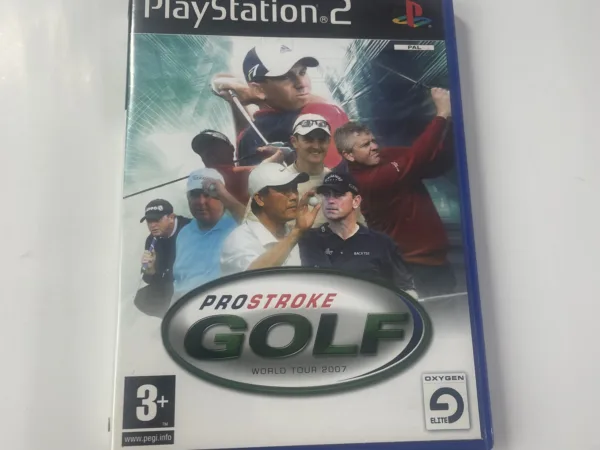 PlayStation®2
PAL
PROSTROKE
GOLF
WORLD TOUR 2007
3+
www.pegi.info
OXYGEN
ELITE